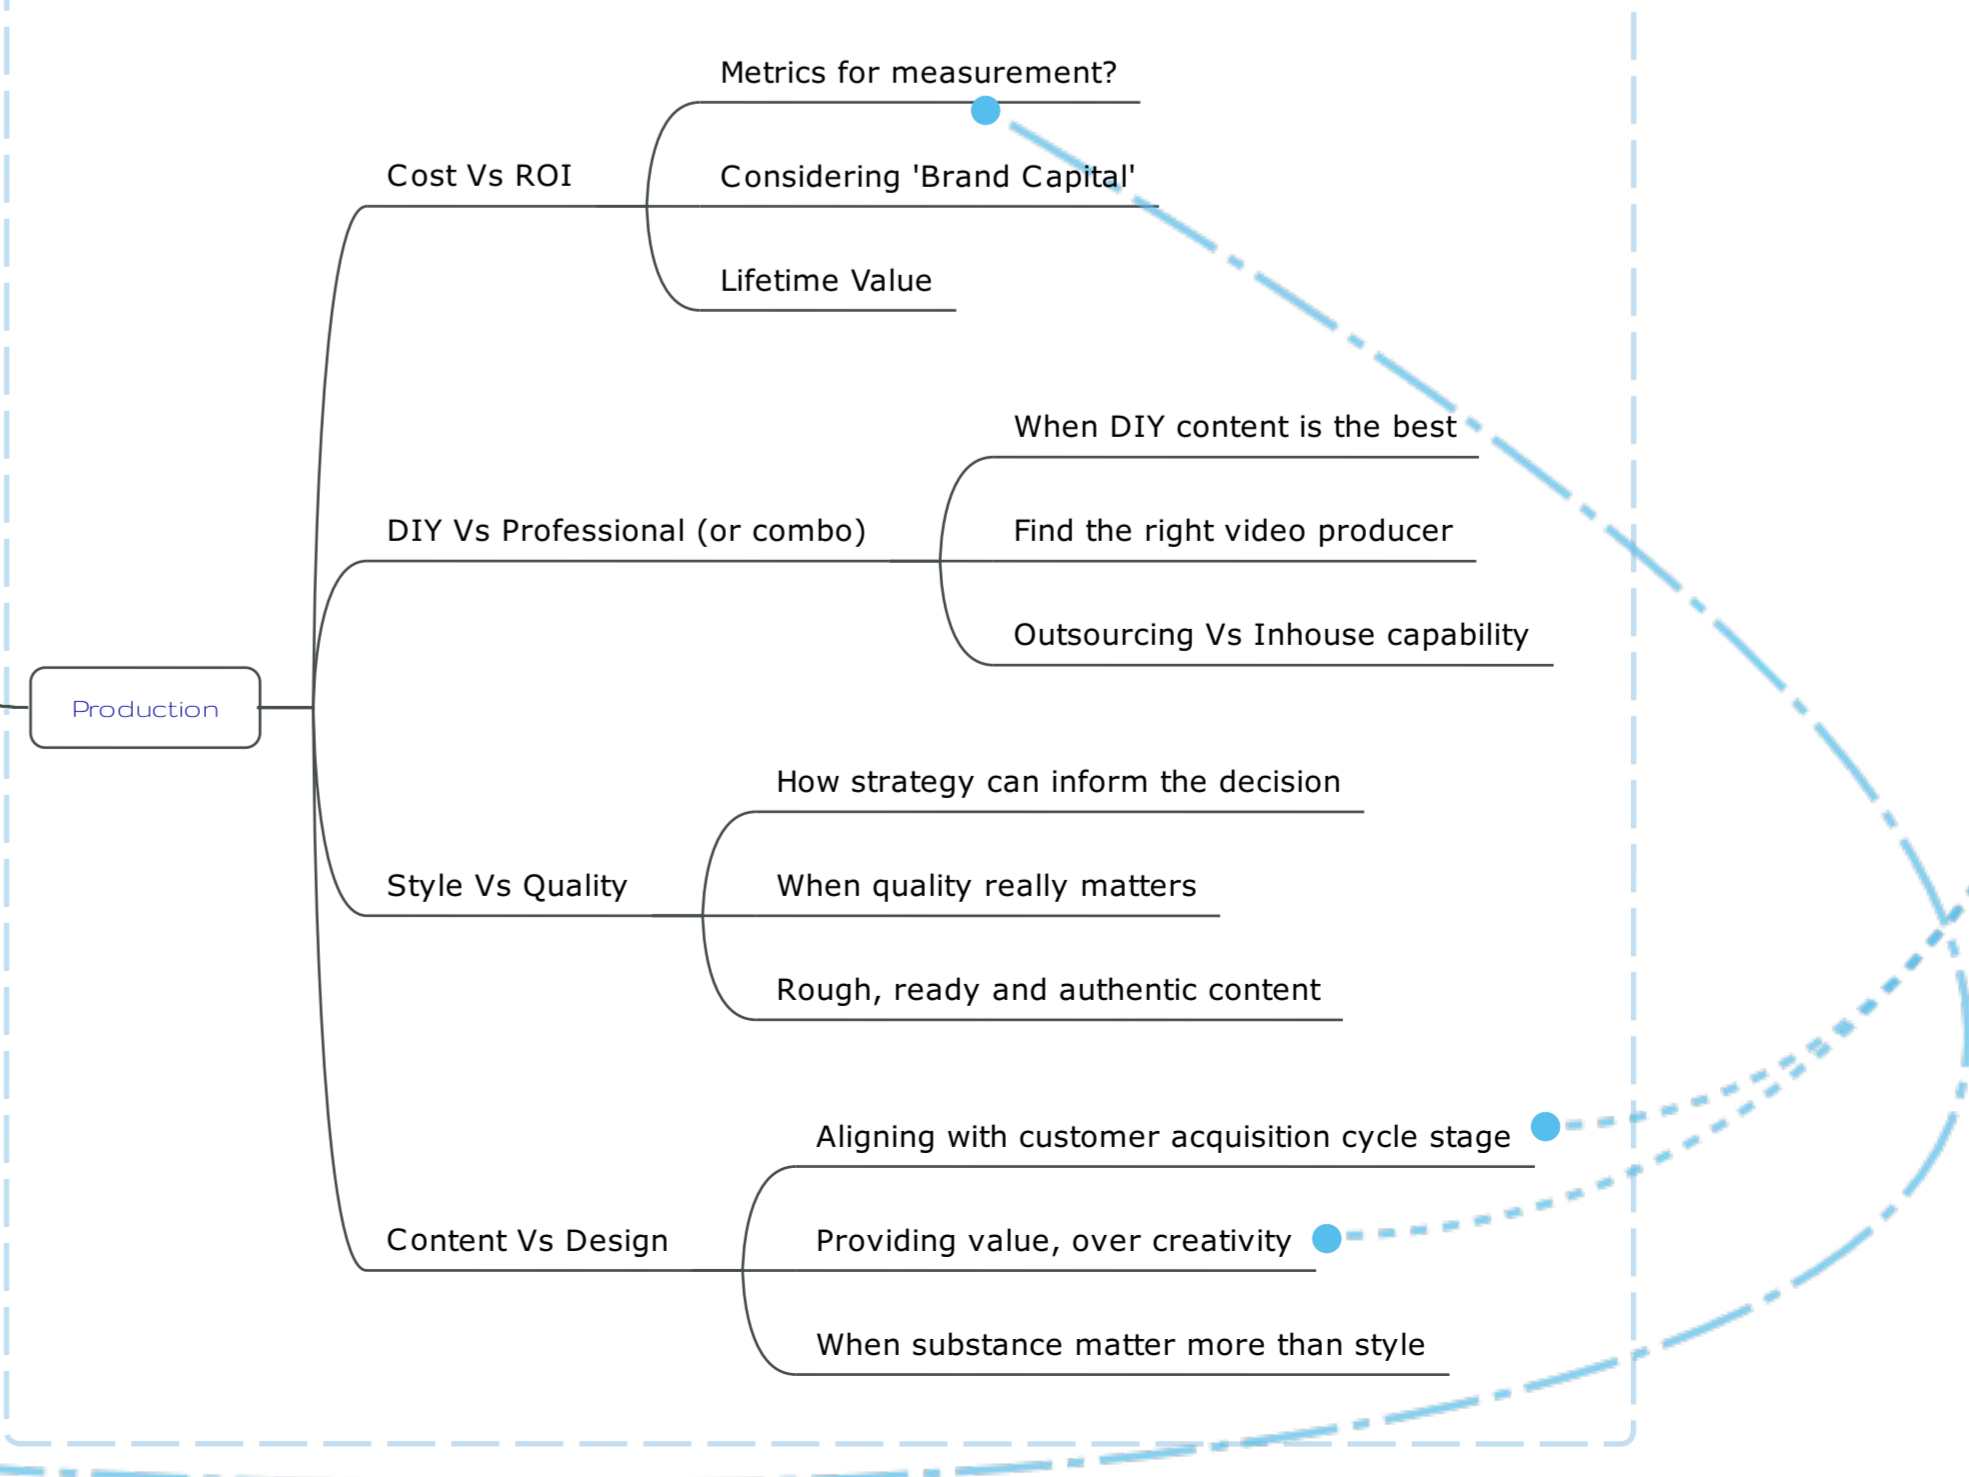 Metrics for measurement?
Cost Vs ROI
Considering 'Brand Capital'
Lifetime Value
When DIY content is the best
DIY Vs Professional (or combo)
Find the right video producer
Outsourcing Vs Inhouse capability
Production
How strategy can inform the decision
Style Vs Quality
When quality really matters
Rough, ready and authentic content
Aligning with customer acquisition cycle stage
Content Vs Design
Providing value, over creativity
When substance matter more than style